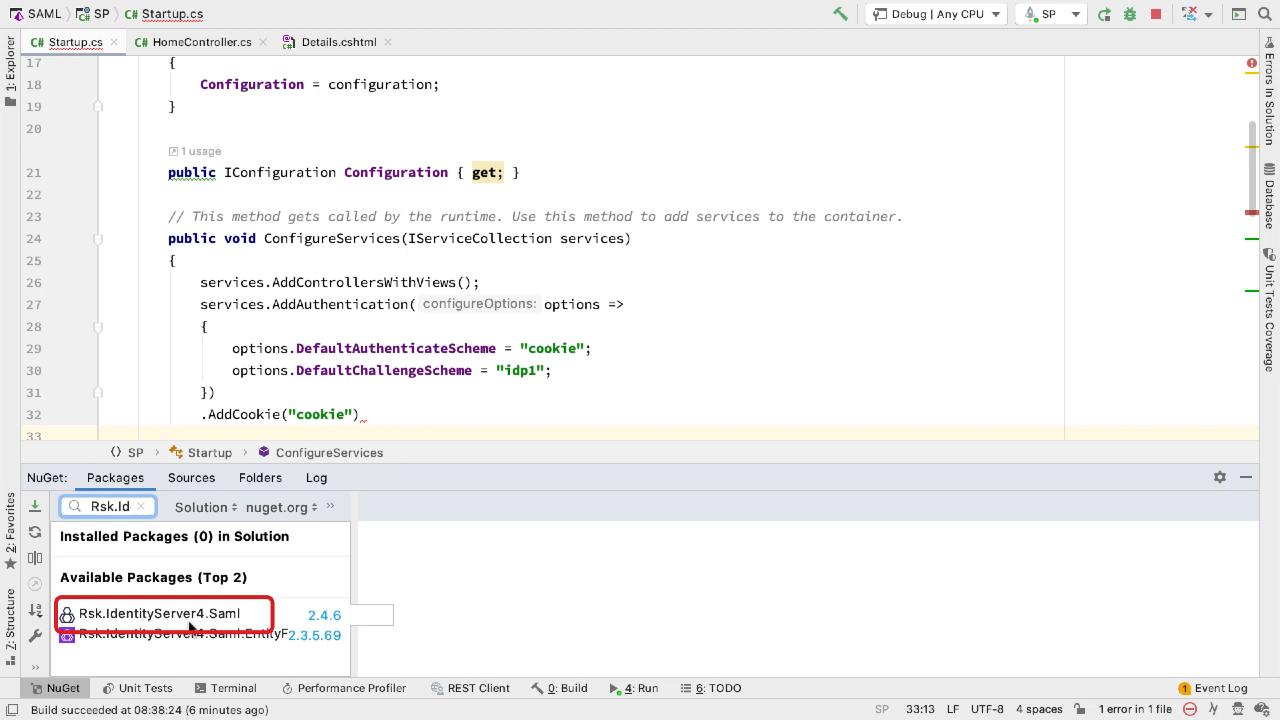 SAML SP C# Startup.cs Debug | Any CPU SP
C# Startup.cs C# HomeController.cs Details.cshtml
1: Explorer
17 {
18 Configuration = configuration;
19 }
20
1 usage
21 public IConfiguration Configuration { get; }
22
23 // This method gets called by the runtime. Use this method to add services to the container.
24 public void ConfigureServices(IServiceCollection services)
25 {
26 services.AddControllersWithViews();
27 services.AddAuthentication( configureOptions: options =>
28 {
29 options.DefaultAuthenticateScheme = "cookie";
30 options.DefaultChallengeScheme = "idp1";
31 })
32 .AddCookie("cookie")
33
Errors In Solution
Database
Unit Tests Coverage
SP Startup ConfigureServices
NuGet: Packages Sources Folders Log
Rsk.Id Solution nuget.org
Installed Packages (0) in Solution
Available Packages (Top 2)
Rsk.IdentityServer4.Saml 2.4.6
Rsk.IdentityServer4.Saml.EntityF 2.3.5.69
2: Favorites
Z: Structure
NuGet Unit Tests Terminal Performance Profiler REST Client 0: Build 4: Run 6: TODO 1 Event Log
Build succeeded at 08:38:24 (6 minutes ago) SP 33:13 LF UTF-8 4 spaces 1 error in 1 file